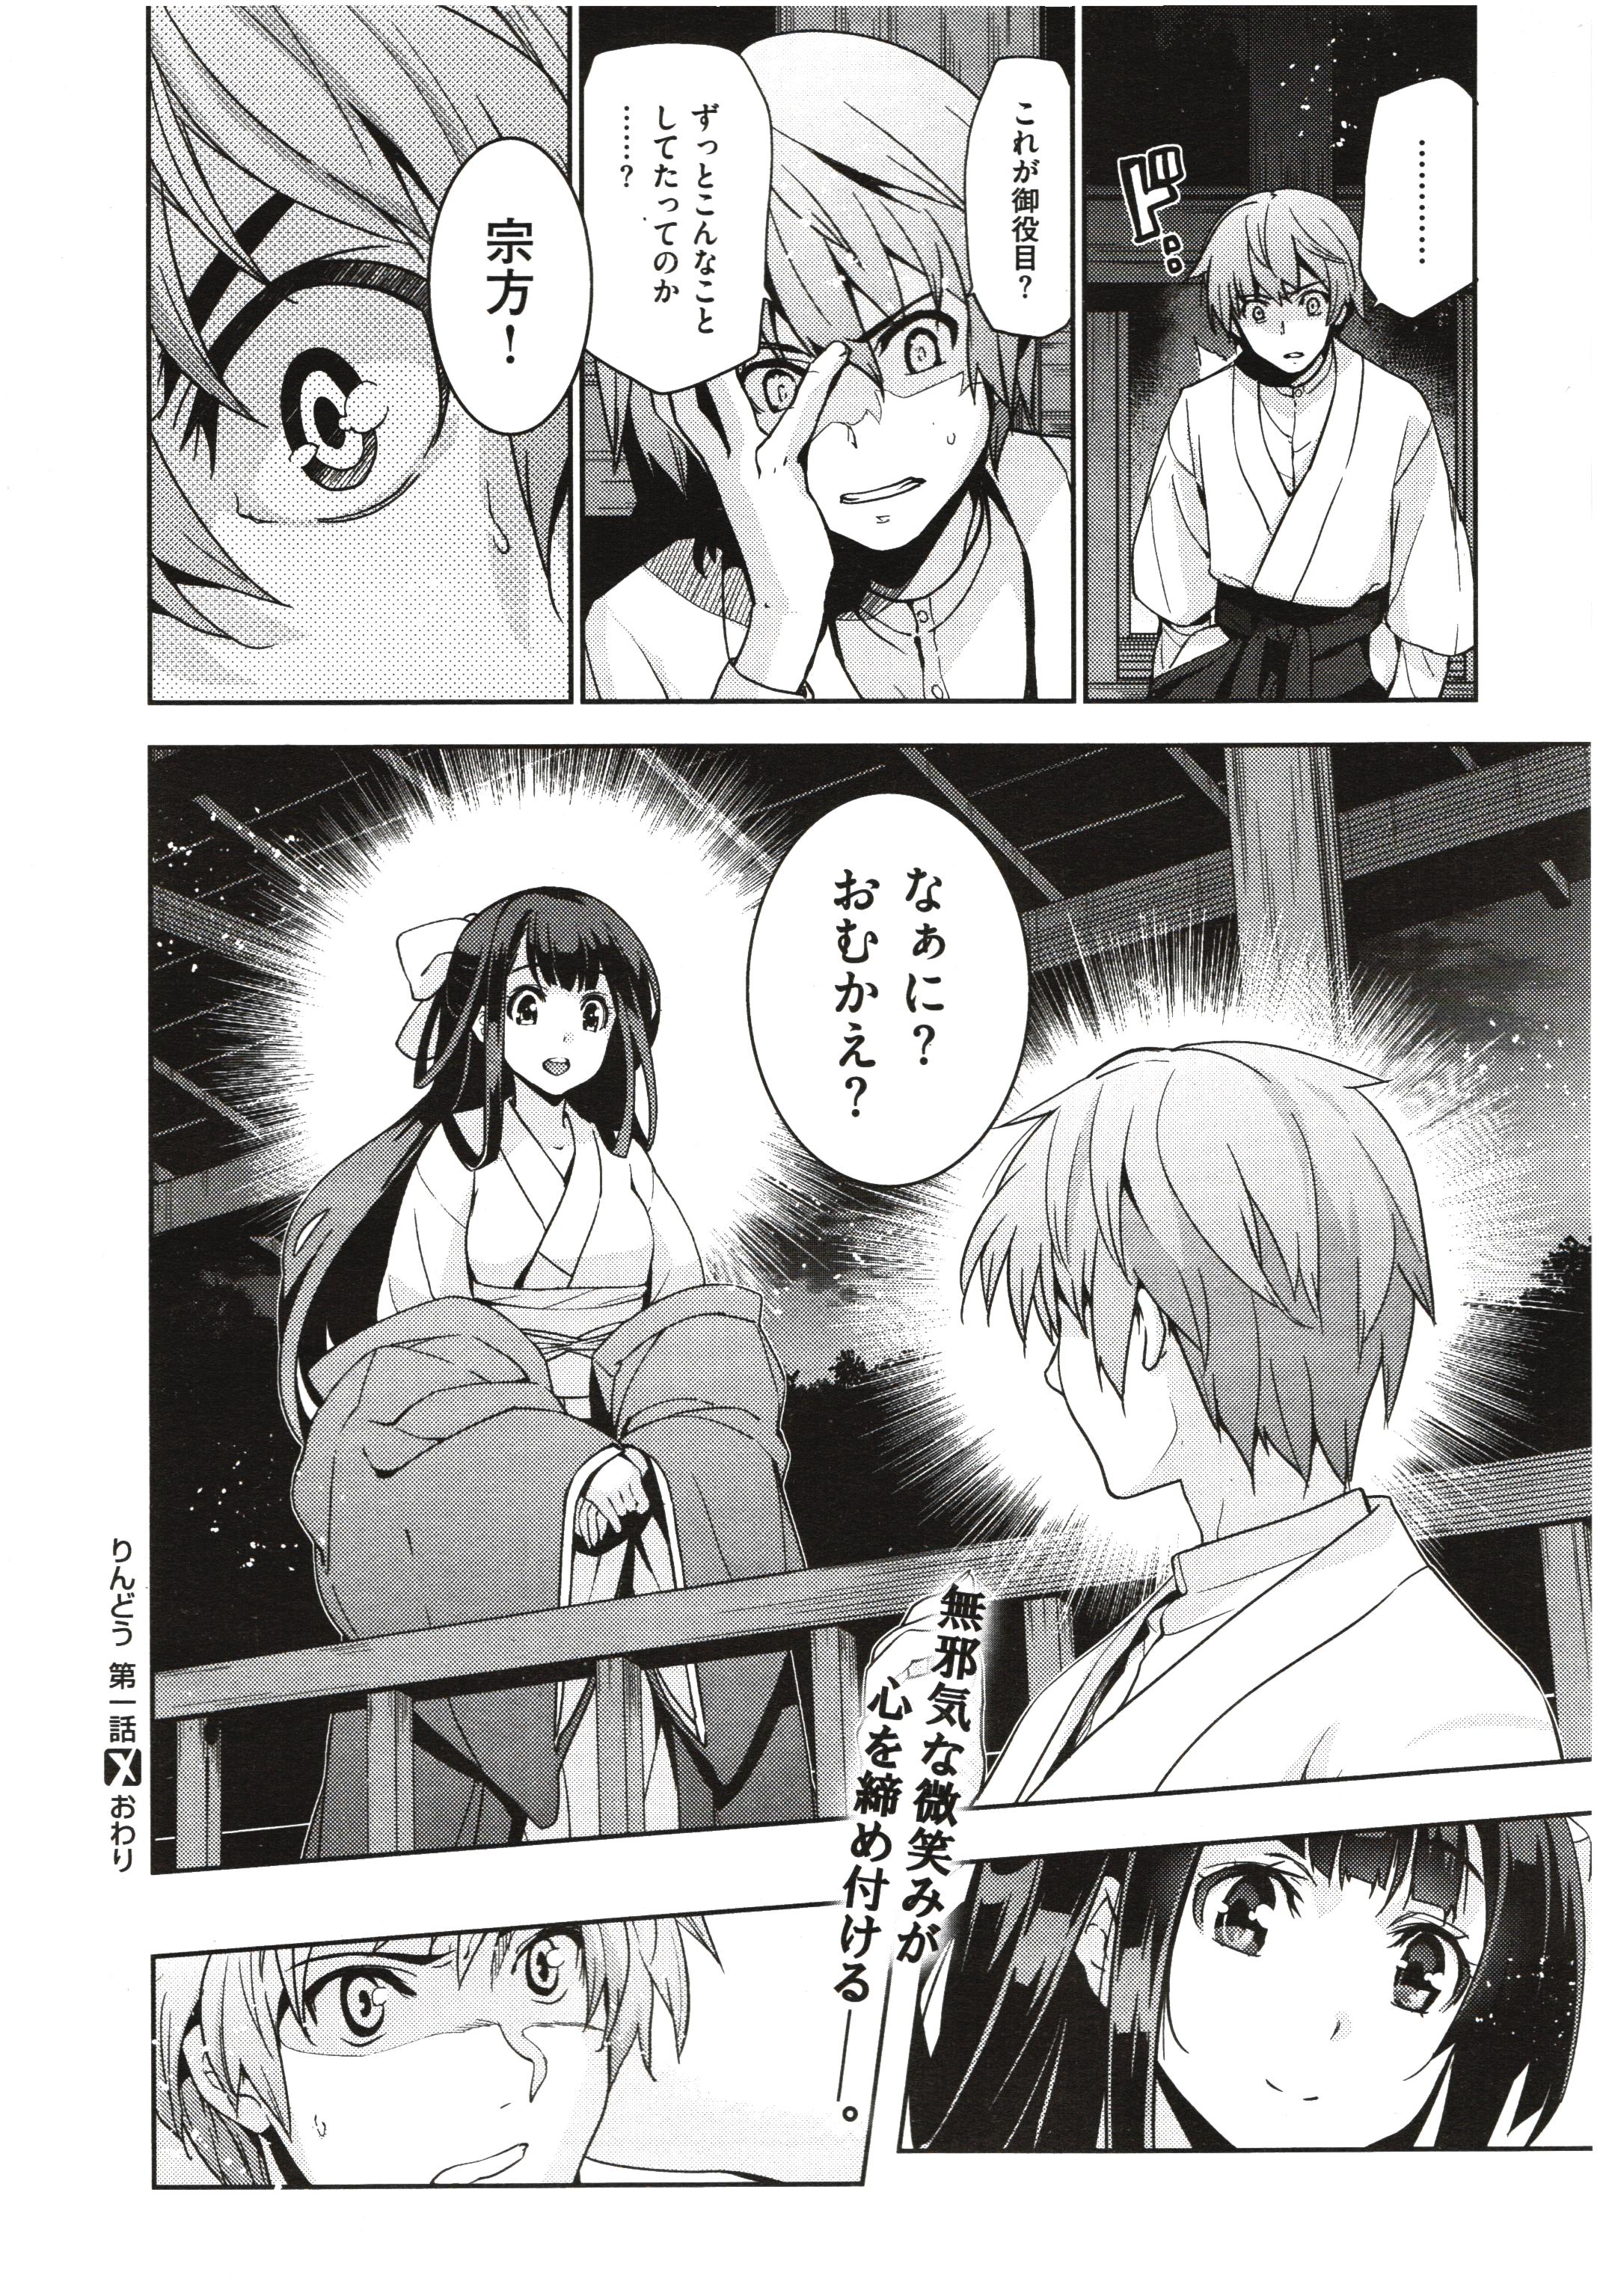 …………
ドド
これが御役目?
ずっとこんなこと
してたってのか
……?
宗方!
なぁに?
おむかえ?
無邪気な微笑みが
心を締め付ける――。
りんどう 第一話 X おわり